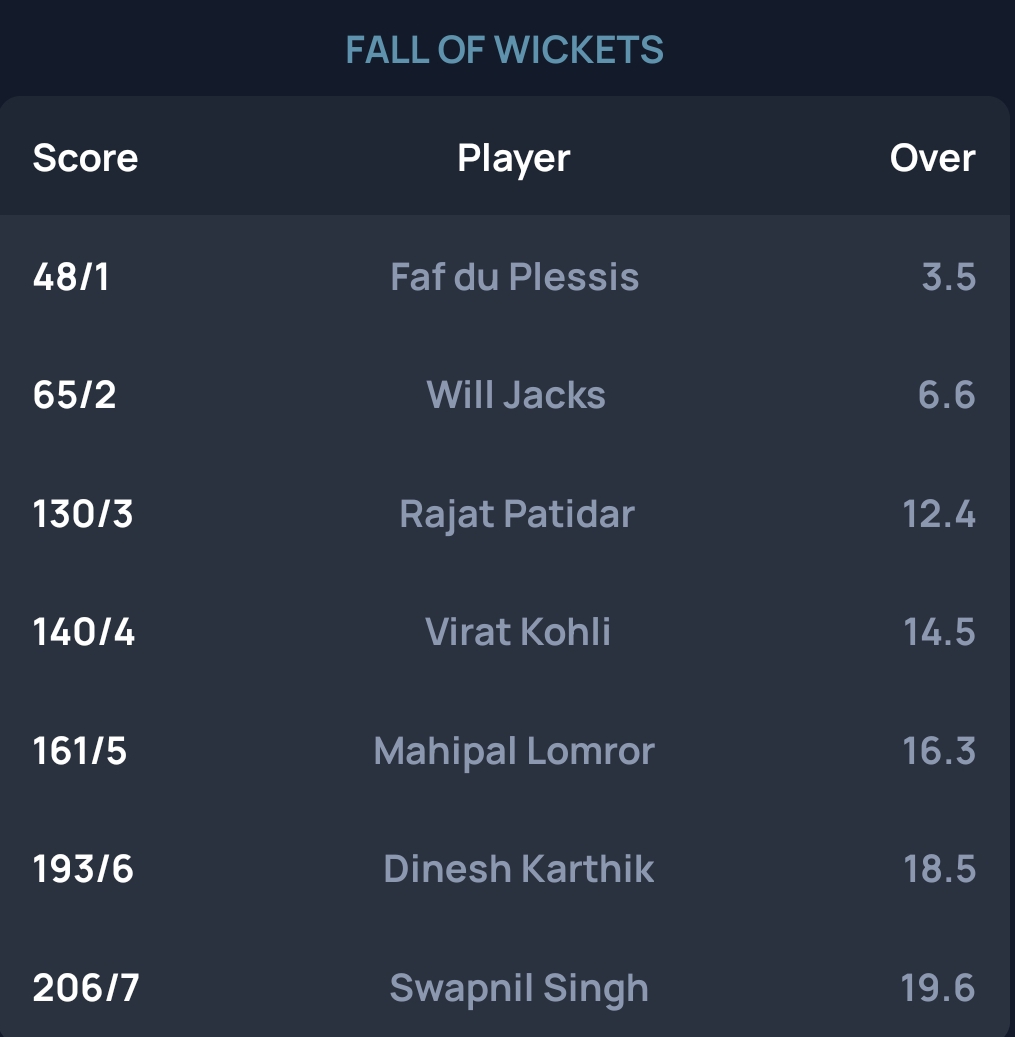 FALL OF WICKETS
Score Player Over
48/1 Faf du Plessis 3.5
65/2 Will Jacks 6.6
130/3 Rajat Patidar 12.4
140/4 Virat Kohli 14.5
161/5 Mahipal Lomror 16.3
193/6 Dinesh Karthik 18.5
206/7 Swapnil Singh 19.6